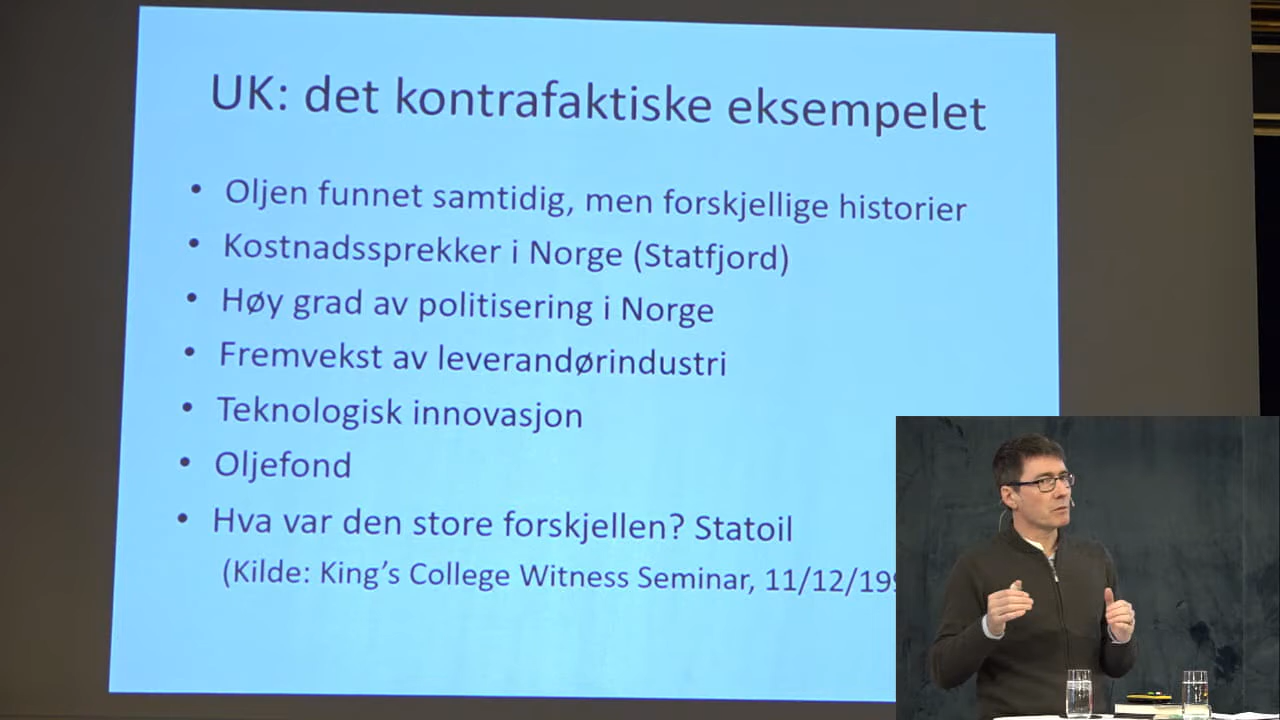 UK: det kontrafaktiske eksempelet
• Oljen funnet samtidig, men forskjellige historier
• Kostnadssprekker i Norge (Statfjord)
• Høy grad av politisering i Norge
• Fremvekst av leverandørindustri
• Teknologisk innovasjon
• Oljefond
• Hva var den store forskjellen? Statoil
(Kilde: King's College Witness Seminar, 11/12/199